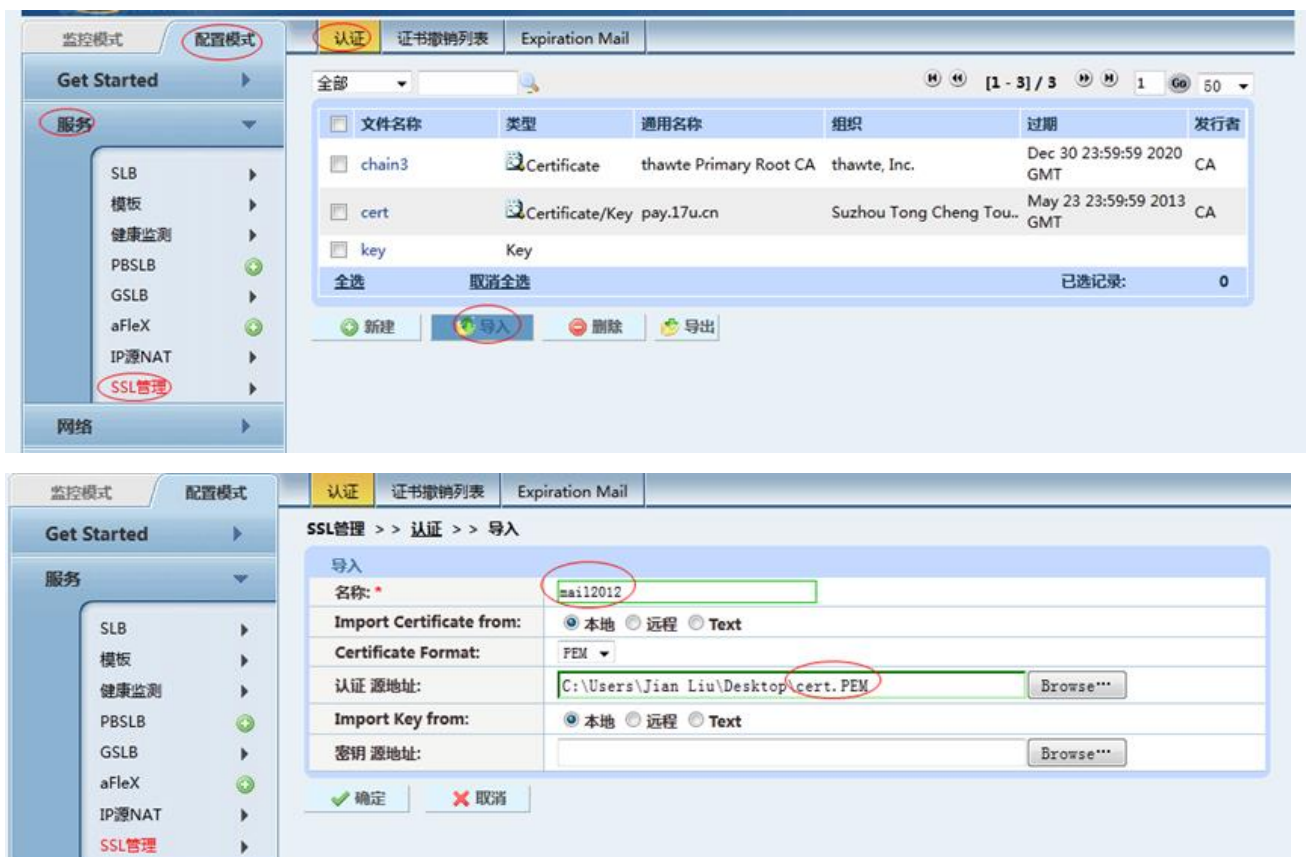 监控模式 配置模式 认证 证书撤销列表 Expiration Mail
Get Started
全部 [1 - 3] / 3 1 Go 50
服务
文件名称 类型 通用名称 组织 过期 发行者
chain3 Certificate thawte Primary Root CA thawte, Inc. Dec 30 23:59:59 2020 GMT CA
cert Certificate/Key pay.17u.cn Suzhou Tong Cheng Tou.. May 23 23:59:59 2013 GMT CA
key Key
全选 取消全选 已选记录: 0
新建 导入 删除 导出
SLB
模板
健康监测
PBSLB
GSLB
aFleX
IP源NAT
SSL管理
网络
监控模式 配置模式 认证 证书撤销列表 Expiration Mail
Get Started
服务
SLB
模板
健康监测
PBSLB
GSLB
aFleX
IP源NAT
SSL管理
SSL管理 > > 认证 > > 导入
导入
名称: * mail2012
Import Certificate from: 本地 远程 Text
Certificate Format: PEM
认证 源地址: C:\Users\Jian Liu\Desktop\cert.PEM Browse…
Import Key from: 本地 远程 Text
密钥 源地址: Browse…
确定 取消